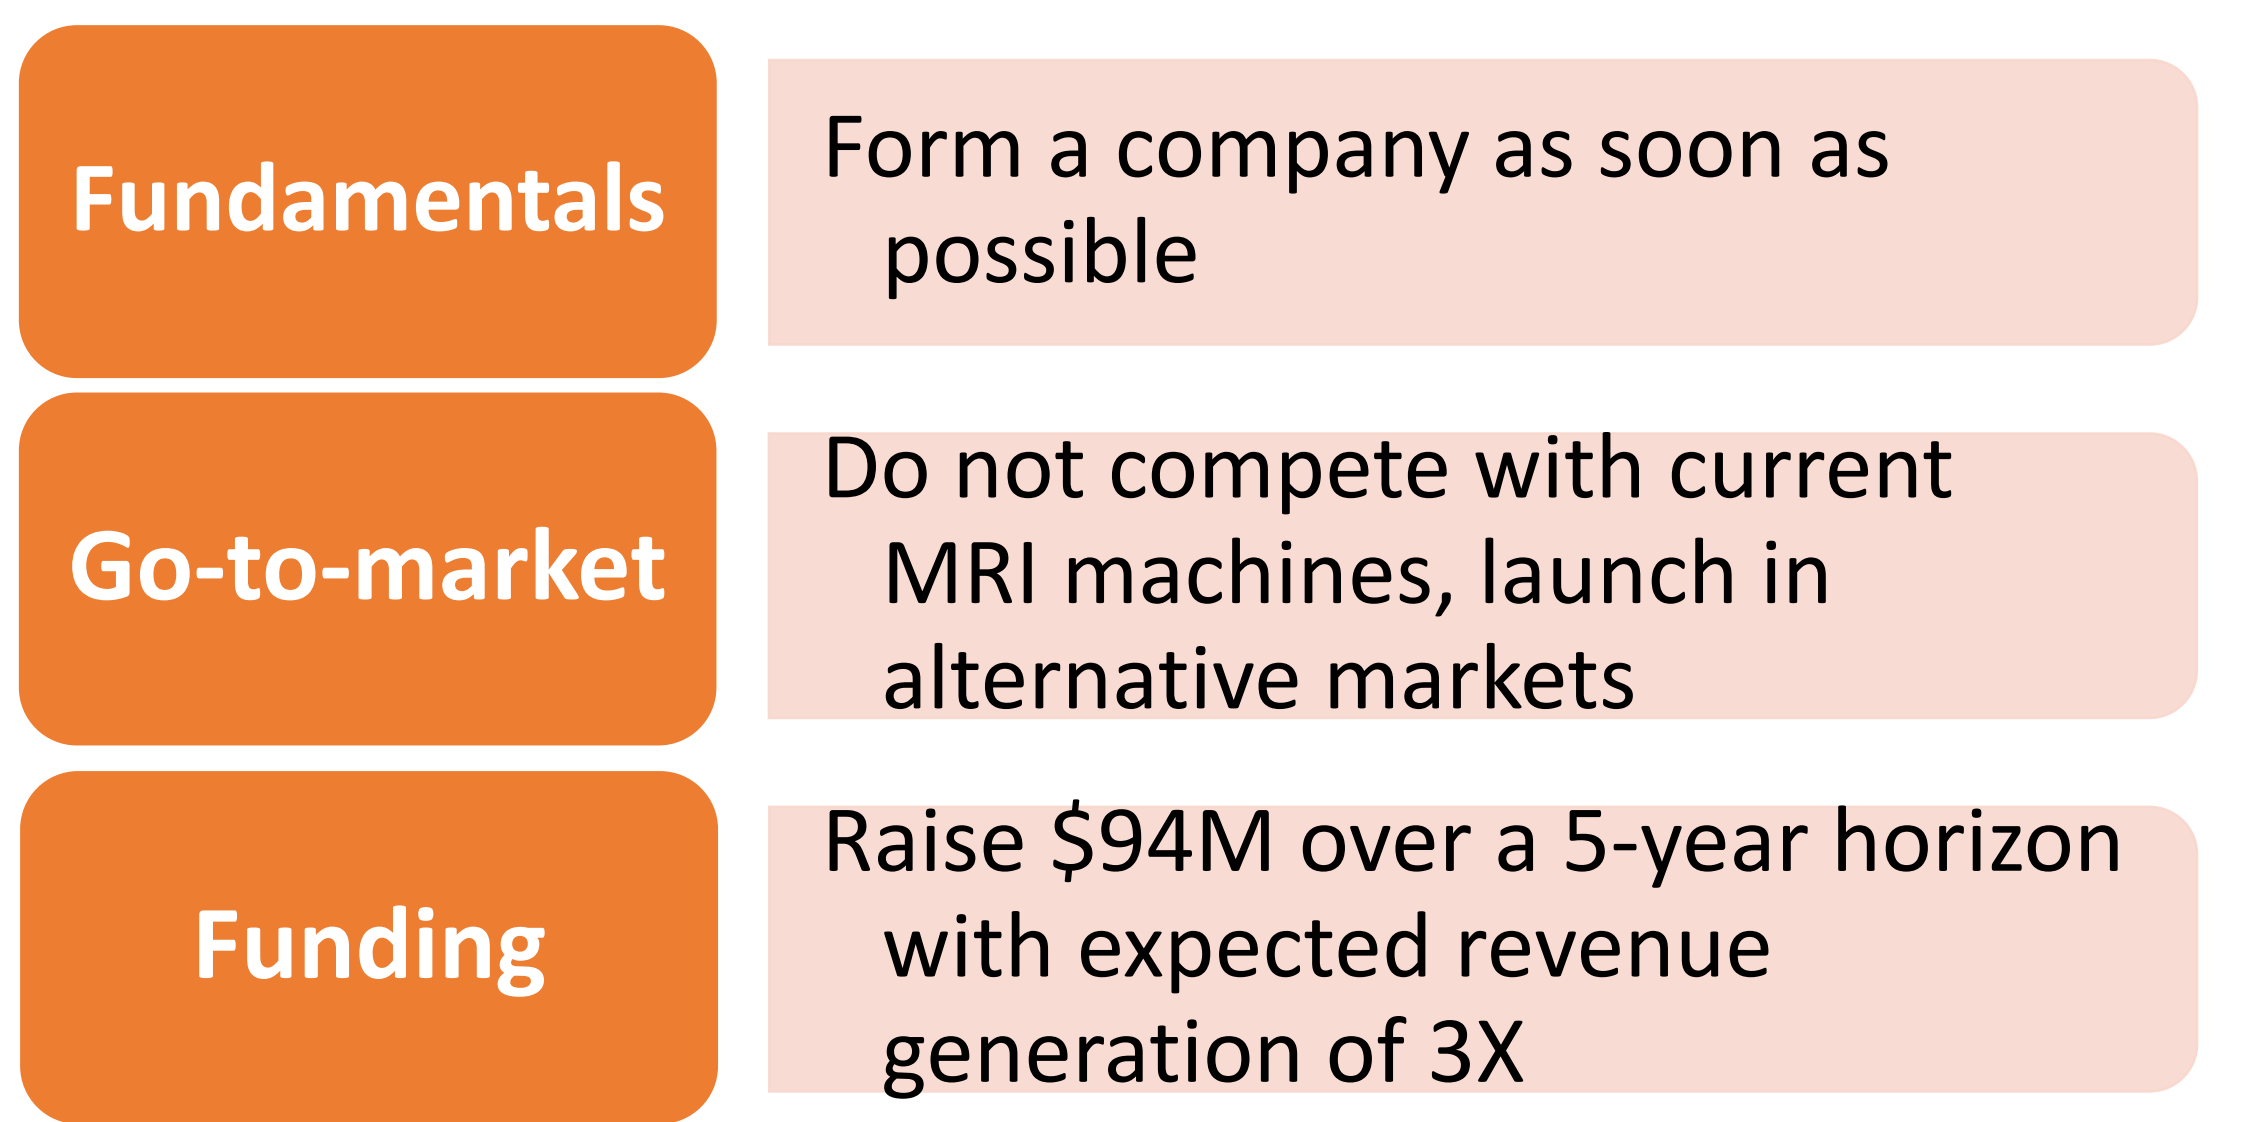 Fundamentals
Form a company as soon as
possible
Go-to-market
Do not compete with current
MRI machines, launch in
alternative markets
Funding
Raise $94M over a 5-year horizon
with expected revenue
generation of 3X